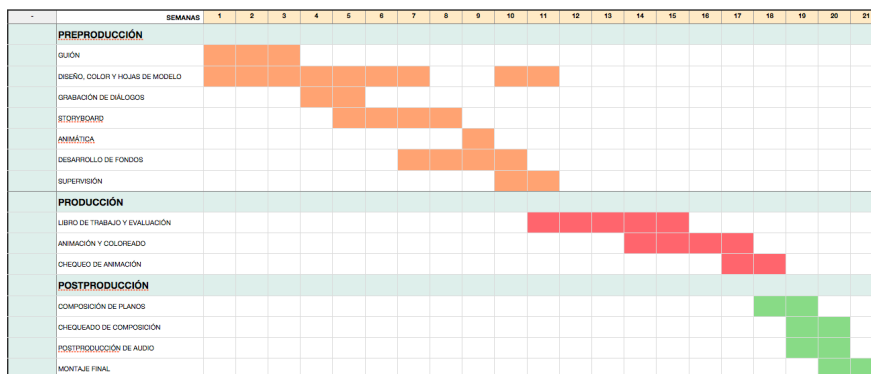 - SEMANAS 1 2 3 4 5 6 7 8 9 10 11 12 13 14 15 16 17 18 19 20 21
PREPRODUCCIÓN
GUIÓN
DISEÑO, COLOR Y HOJAS DE MODELO
GRABACIÓN DE DIÁLOGOS
STORYBOARD
ANIMÁTICA
DESARROLLO DE FONDOS
SUPERVISIÓN
PRODUCCIÓN
LIBRO DE TRABAJO Y EVALUACIÓN
ANIMACIÓN Y COLOREADO
CHEQUEO DE ANIMACIÓN
POSTPRODUCCIÓN
COMPOSICIÓN DE PLANOS
CHEQUEADO DE COMPOSICIÓN
POSTPRODUCCIÓN DE AUDIO
MONTAJE FINAL